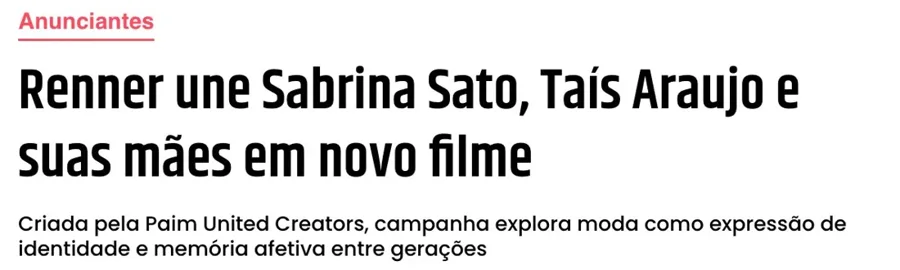 Anunciantes
Renner une Sabrina Sato, Taís Araujo e
suas mães em novo filme
Criada pela Paim United Creators, campanha explora moda como expressão de
identidade e memória afetiva entre gerações